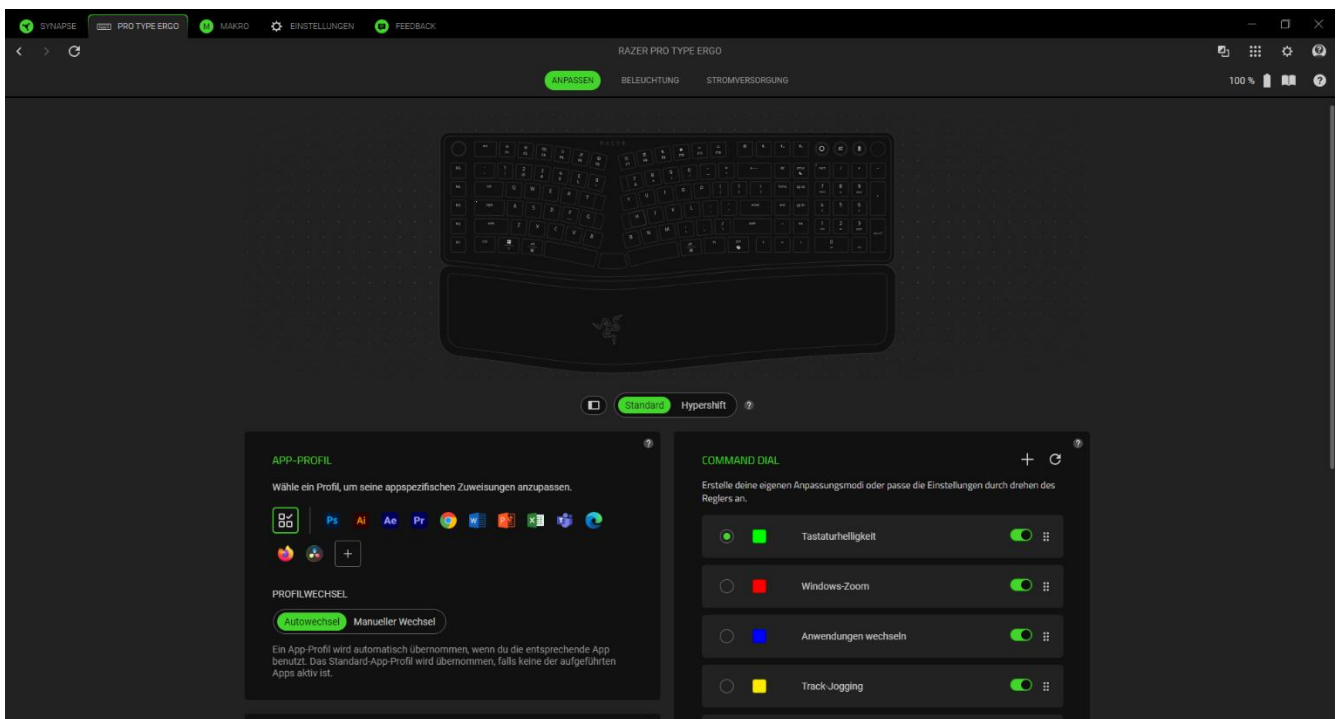 SYNAPSE PRO TYPE ERGO M MAKRO EINSTELLUNGEN FEEDBACK
RAZER PRO TYPE ERGO
ANPASSEN BELEUCHTUNG STROMVERSORGUNG 100 % ?
RAZER
Standard Hypershift ?
?
APP-PROFIL
Wähle ein Profil, um seine appspezifischen Zuweisungen anzupassen.
Ps Ai Ae Pr
+
PROFILWECHSEL
Autowechsel Manueller Wechsel
Ein App-Profil wird automatisch übernommen, wenn du die entsprechende App
benutzt. Das Standard-App-Profil wird übernommen, falls keine der aufgeführten
Apps aktiv ist.
?
COMMAND DIAL
Erstelle deine eigenen Anpassungsmodi oder passe die Einstellungen durch drehen des
Reglers an.
Tastaturhelligkeit
Windows-Zoom
Anwendungen wechseln
Track-Jogging